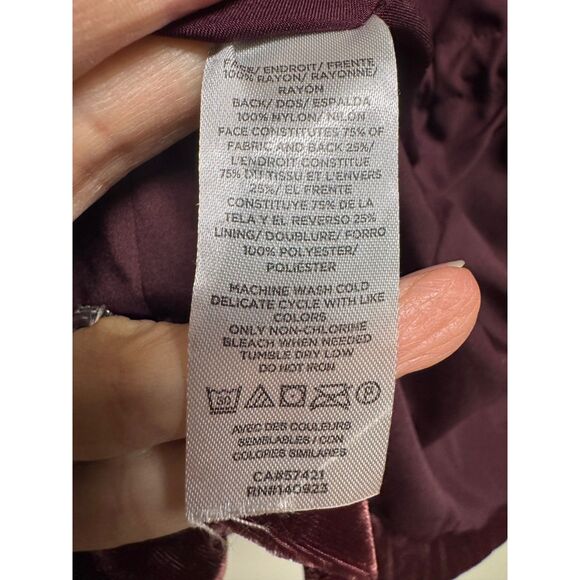 FACE/ ENDROIT/ FRENTE
100% RAYON/ RAYONNE/
RAYÓN
BACK/ DOS/ ESPALDA
100% NYLON/ NILON
FACE CONSTITUTES 75% OF
FABRIC AND BACK 25%/
L'ENDROIT CONSTITUE
75% DU TISSU ET L'ENVERS
25%/ EL FRENTE
CONSTITUYE 75% DE LA
TELA Y EL REVERSO 25%
LINING/ DOUBLURE/ FORRO
100% POLYESTER/
POLIESTER
MACHINE WASH COLD
DELICATE CYCLE WITH LIKE
COLORS
ONLY NON-CHLORINE
BLEACH WHEN NEEDED
TUMBLE DRY LOW
DO NOT IRON
30 P
AVEC DES COULEURS
SEMBLABLES / CON
COLORES SIMILARES
CA#57421
RN#140923